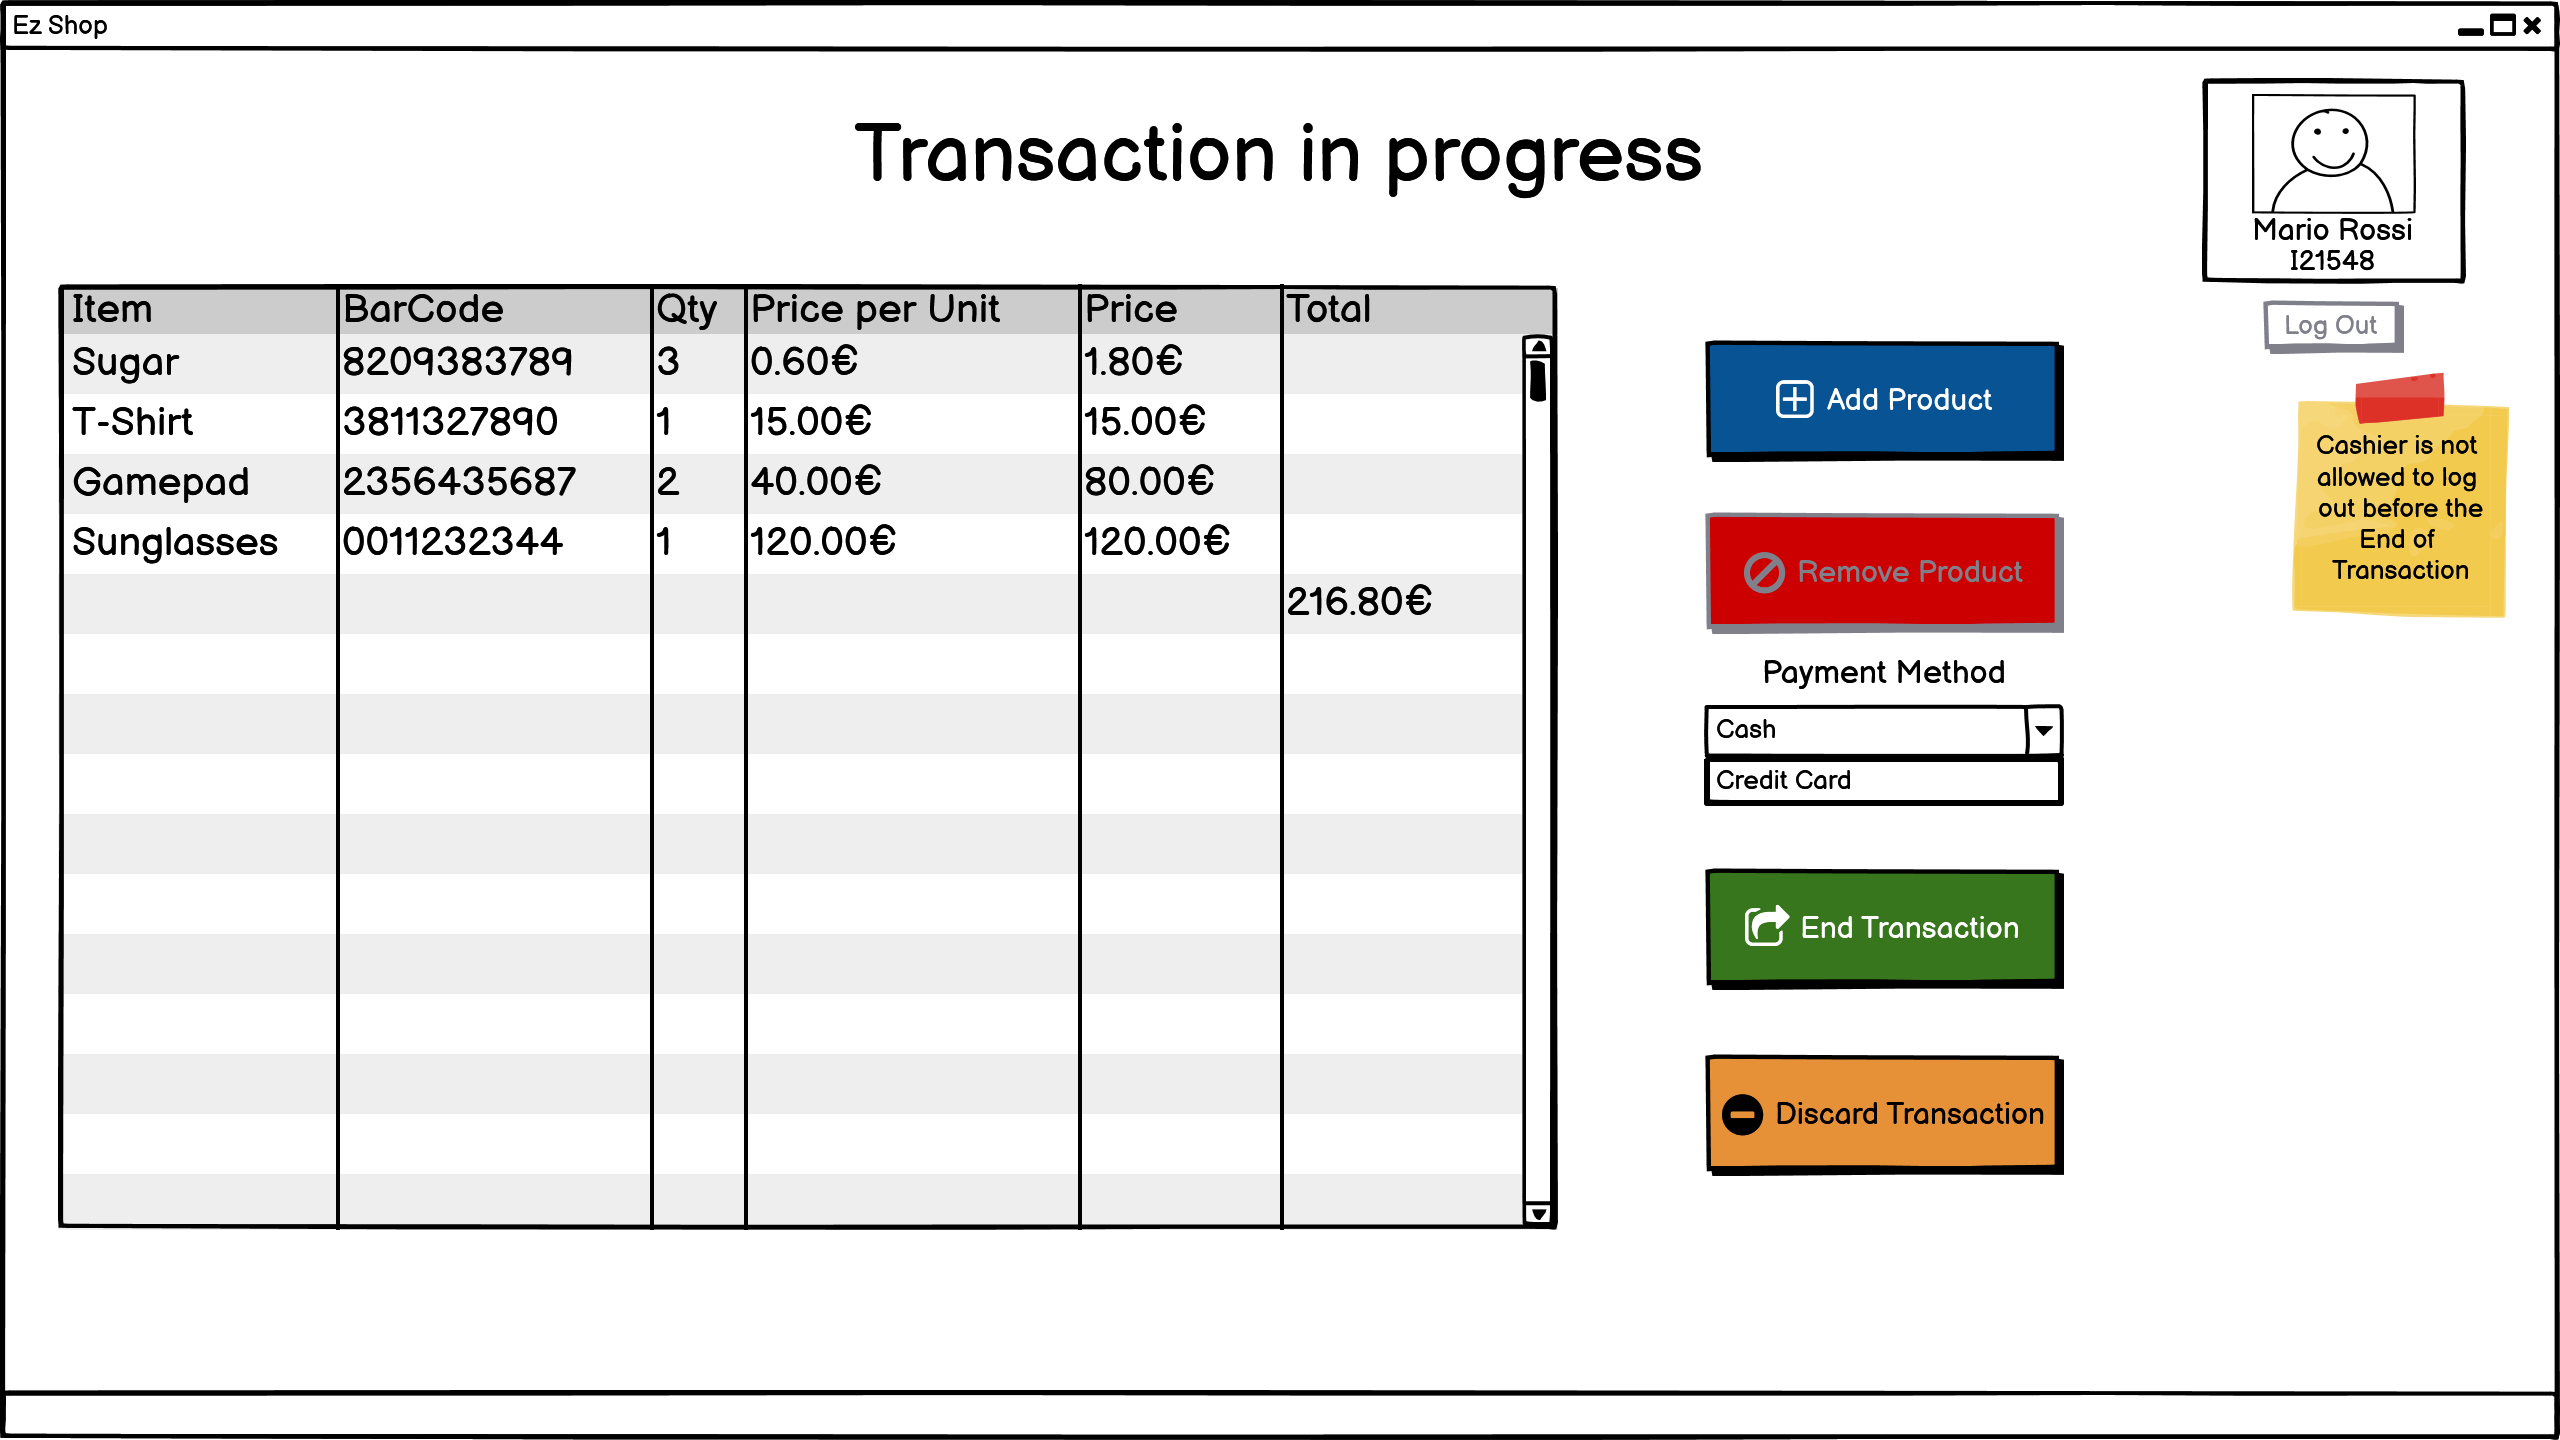 Ez Shop
Transaction in progress
Mario Rossi
I21548
Log Out
Item BarCode Qty Price per Unit Price Total
Sugar 8209383789 3 0.60€ 1.80€
T-Shirt 3811327890 1 15.00€ 15.00€
Gamepad 2356435687 2 40.00€ 80.00€
Sunglasses 0011232344 1 120.00€ 120.00€
216.80€
Add Product
Remove Product
Payment Method
Cash
Credit Card
End Transaction
Discard Transaction
Cashier is not
allowed to log
out before the
End of
Transaction